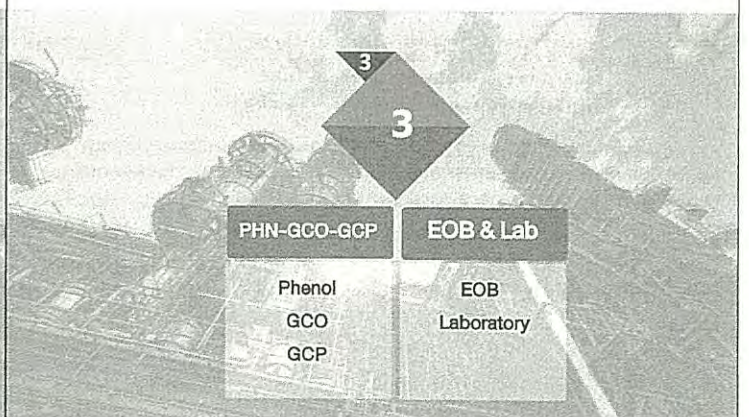 3
3
PHN-GCO-GCP
Phenol
GCO
GCP
EOB & Lab
EOB
Laboratory